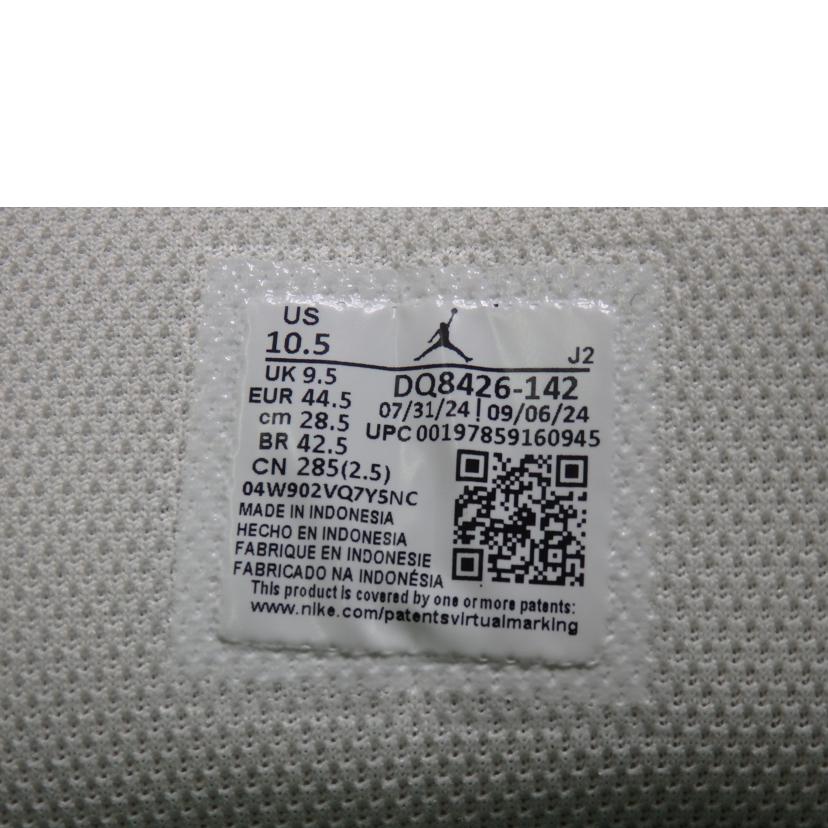 US
10.5
J2
UK 9.5
EUR 44.5
cm 28.5
BR 42.5
CN 285(2.5)
DQ8426-142
07/31/24 | 09/06/24
UPC 00197859160945
04W902VQ7Y5NC
MADE IN INDONESIA
HECHO EN INDONESIA
FABRIQUE EN INDONESIE
FABRICADO NA INDONÉSIA
This product is covered by one or more patents:
www.nike.com/patentsvirtualmarking